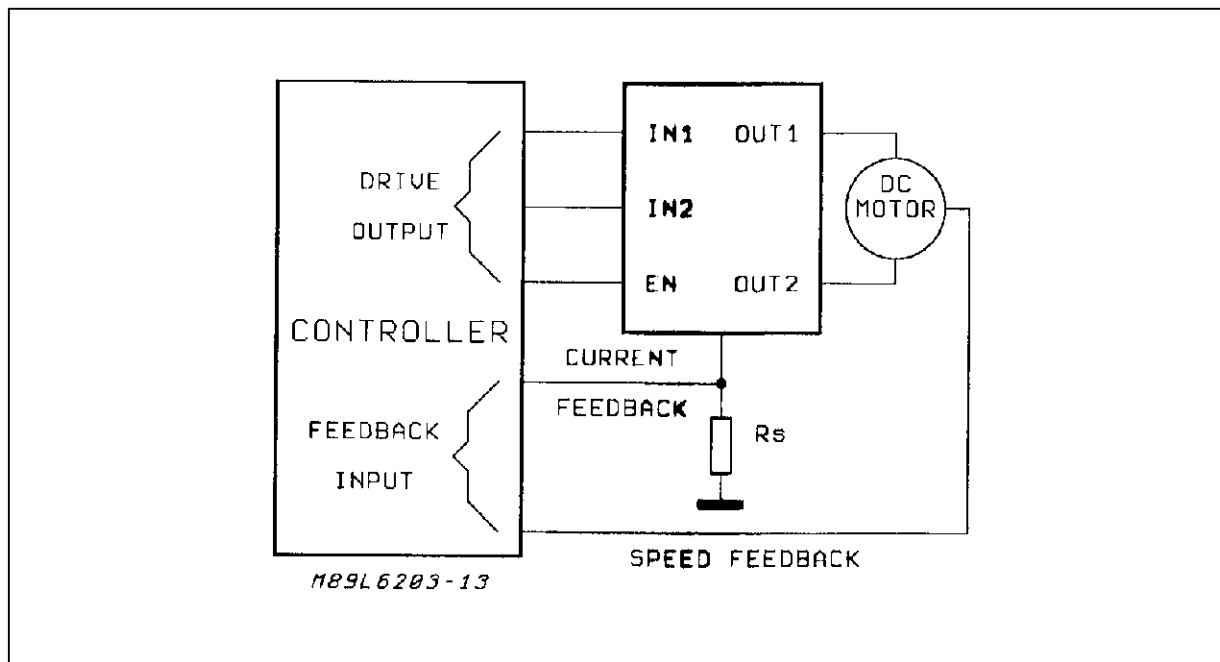 DRIVE
OUTPUT
CONTROLLER
FEEDBACK
INPUT
IN1
IN2
EN
OUT1
OUT2
DC
MOTOR
CURRENT
FEEDBACK
Rs
SPEED FEEDBACK
M89L6203-13